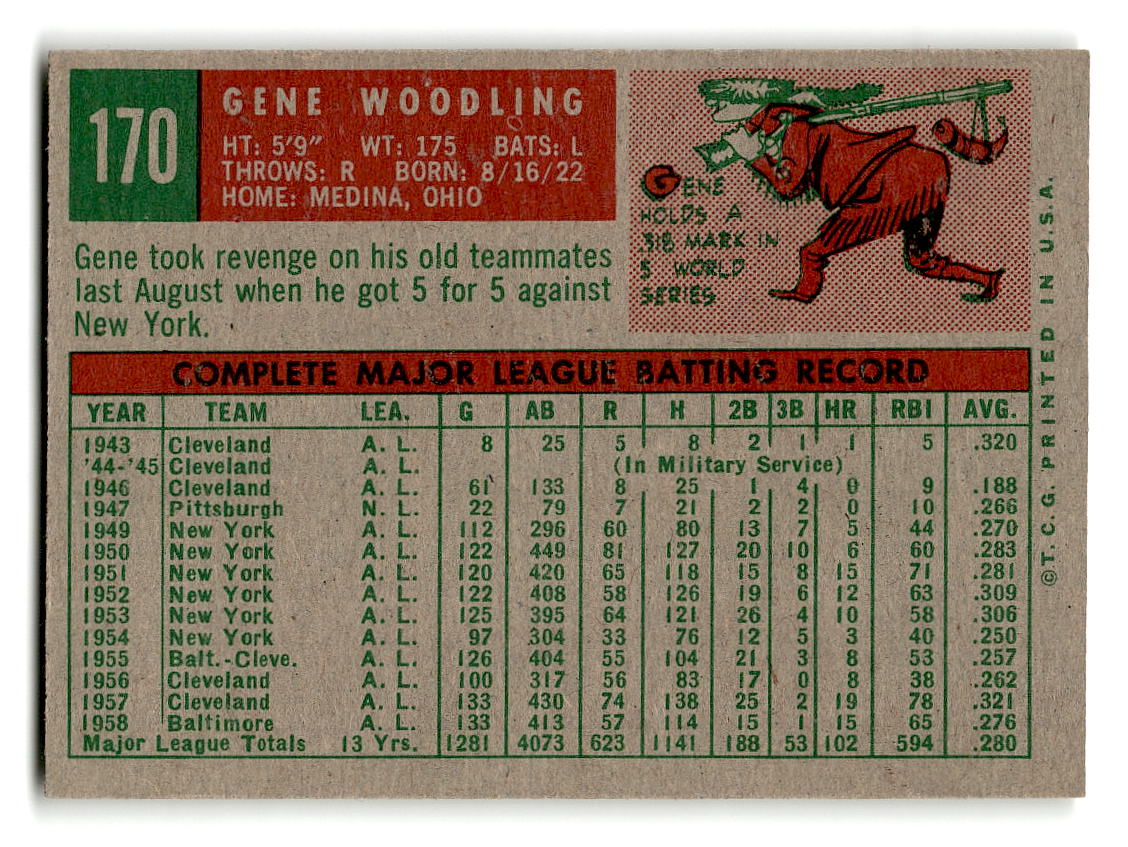 170
GENE WOODLING
HT: 5'9" WT: 175 BATS: L
THROWS: R BORN: 8/16/22
HOME: MEDINA, OHIO
Gene took revenge on his old teammates
last August when he got 5 for 5 against
New York.
GENE
HOLDS A
.318 MARK IN
5 WORLD
SERIES
COMPLETE MAJOR LEAGUE BATTING RECORD
YEAR TEAM LEA. G AB R H 2B 3B HR RBI AVG.
1943 Cleveland A. L. 8 25 5 8 2 1 1 5 .320
'44-'45 Cleveland A. L. (In Military Service)
1946 Cleveland A. L. 61 133 8 25 1 4 0 9 .188
1947 Pittsburgh N. L. 22 79 7 21 2 2 0 10 .266
1949 New York A. L. 112 296 60 80 13 7 5 44 .270
1950 New York A. L. 122 449 81 127 20 10 6 60 .283
1951 New York A. L. 120 420 65 118 15 8 15 71 .281
1952 New York A. L. 122 408 58 126 19 6 12 63 .309
1953 New York A. L. 125 395 64 121 26 4 10 58 .306
1954 New York A. L. 97 304 33 76 12 5 3 40 .250
1955 Balt.-Cleve. A. L. 126 404 55 104 21 3 8 53 .257
1956 Cleveland A. L. 100 317 56 83 17 0 8 38 .262
1957 Cleveland A. L. 133 430 74 138 25 2 19 78 .321
1958 Baltimore A. L. 133 413 57 114 15 1 15 65 .276
Major League Totals 13 Yrs. 1281 4073 623 1141 188 53 102 594 .280
©T. C. G. PRINTED IN U.S.A.